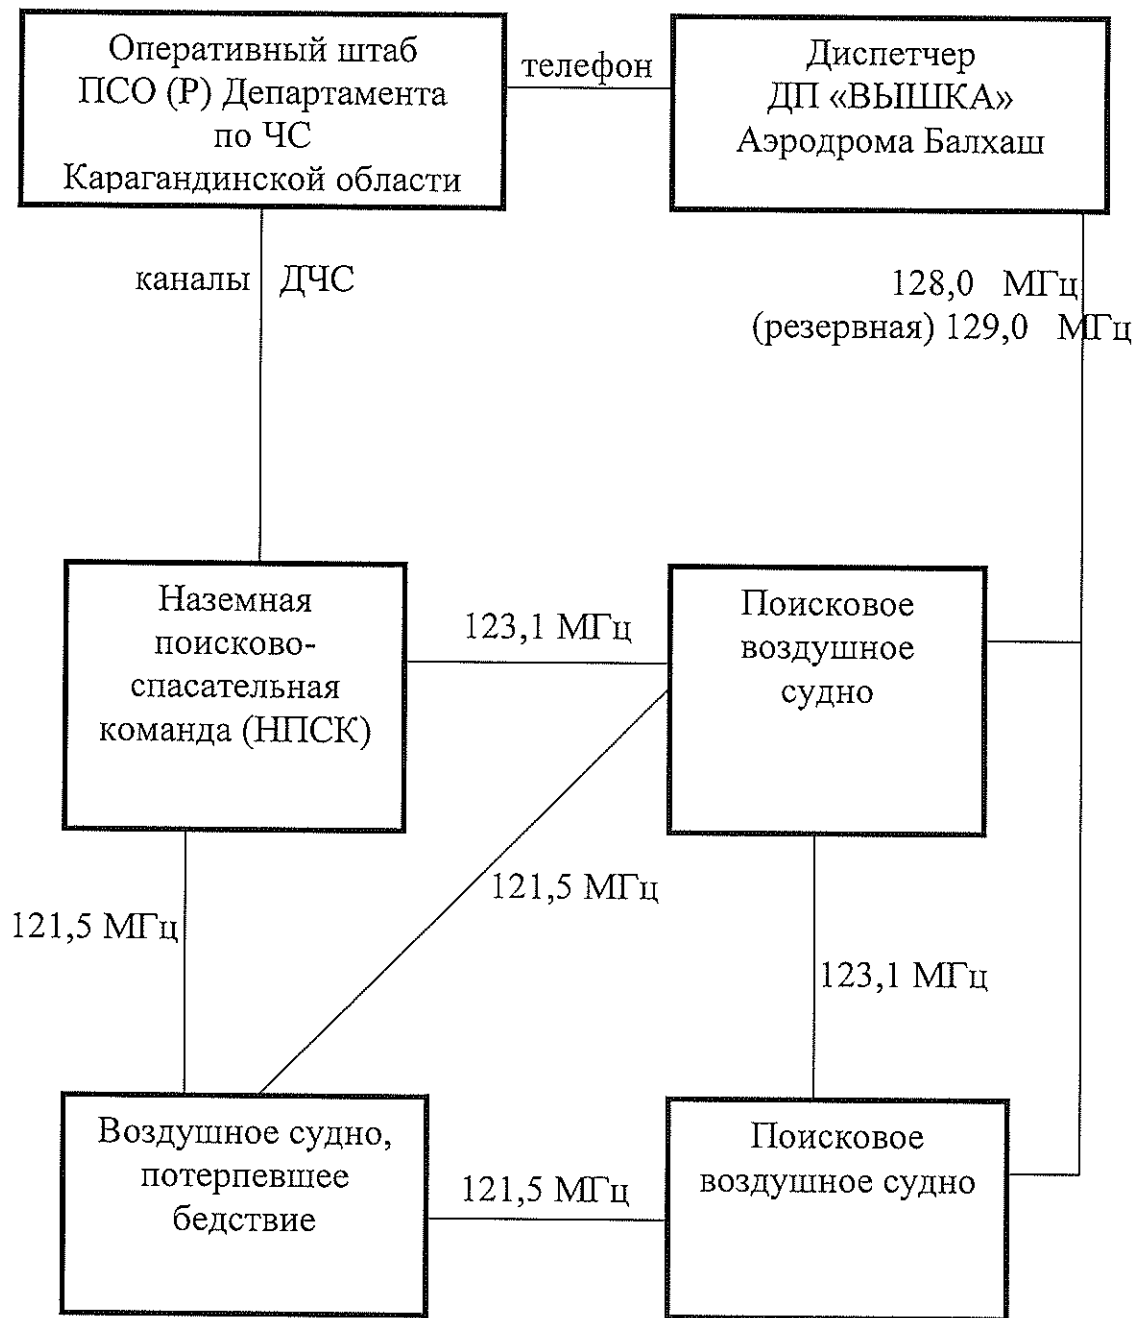 Оперативный штаб
ПСО (Р) Департамента
по ЧС
Карагандинской области
телефон
Диспетчер
ДП «ВЫШКА»
Аэродрома Балхаш
каналы ДЧС
128,0 МГц
(резервная) 129,0 МГц
Наземная
поисково-
спасательная
команда (НПСК)
123,1 МГц
Поисковое
воздушное
судно
121,5 МГц
121,5 МГц
123,1 МГц
Воздушное судно,
потерпевшее
бедствие
121,5 МГц
Поисковое
воздушное судно